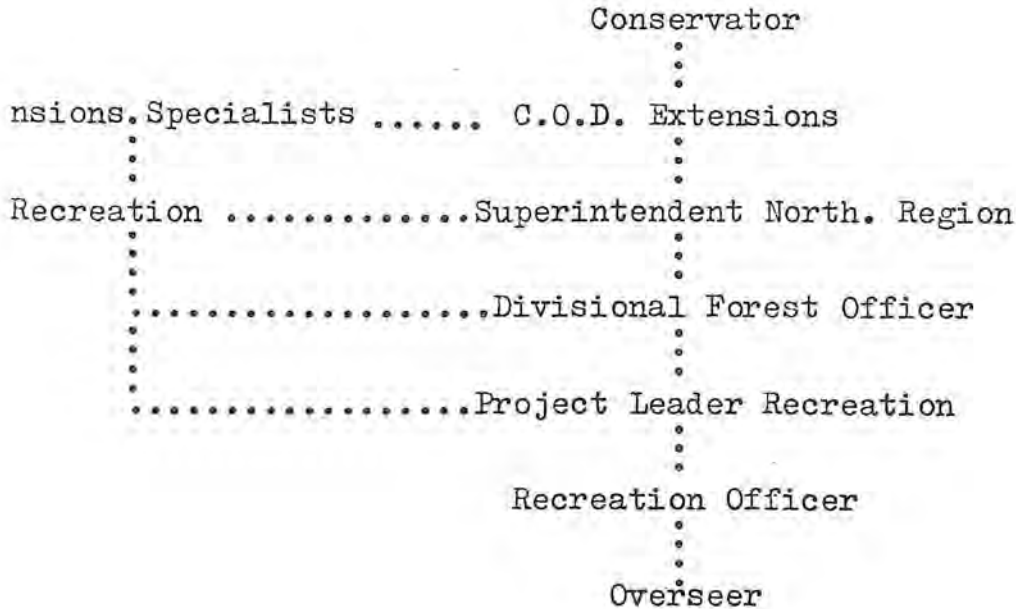 Conservator
nsions.Specialists ...... C.O.D. Extensions
Recreation .............Superintendent North. Region
...................Divisional Forest Officer
..................Project Leader Recreation
Recreation Officer
Overseer